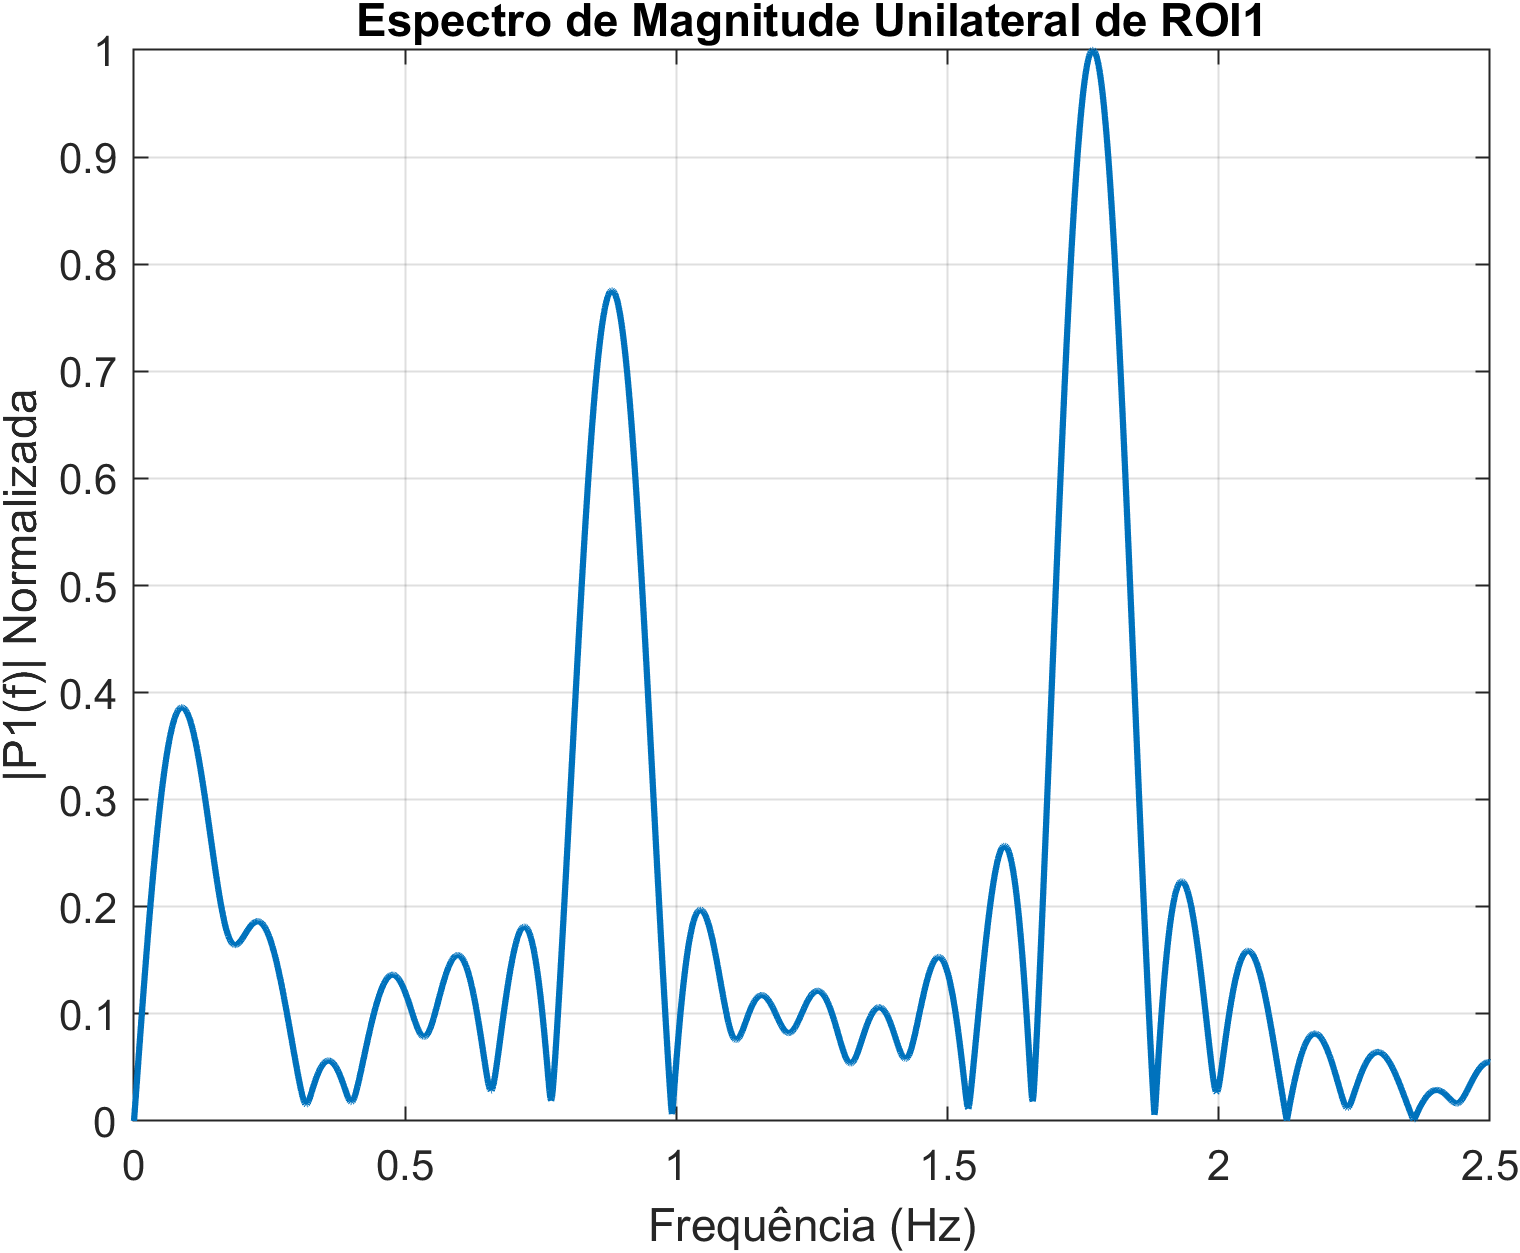 Espectro de Magnitude Unilateral de ROI1
|P1(f)| Normalizada
1
0.9
0.8
0.7
0.6
0.5
0.4
0.3
0.2
0.1
0
0 0.5 1 1.5 2 2.5
Frequência (Hz)